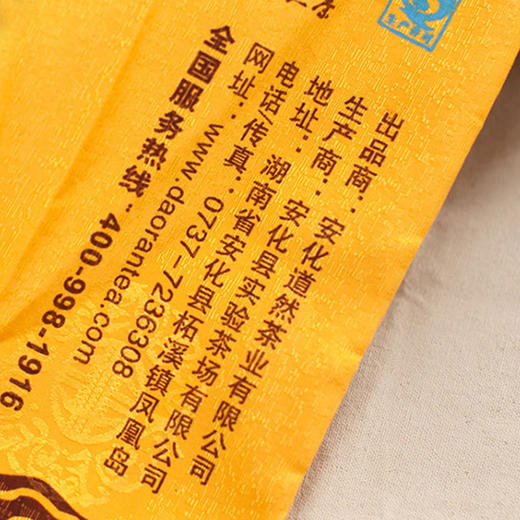 出品商：安化道然茶业有限公司
生产商：安化县实验茶场有限公司
地址：湖南省安化县柘溪镇凤凰岛
电话传真：0737-7236308
网址：www.daorantea.com
全国服务热线：400-998-1916